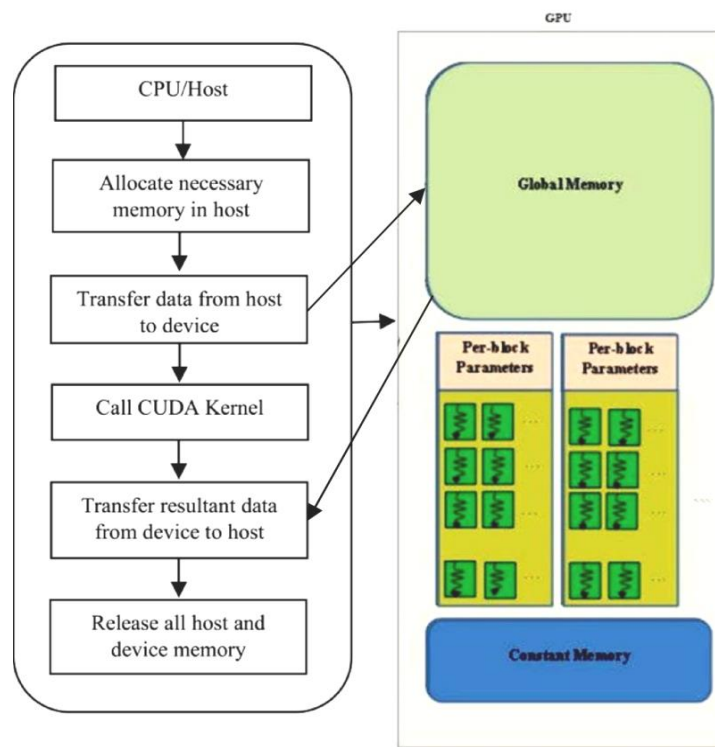 GPU
CPU/Host
Allocate necessary
memory in host
Transfer data from host
to device
Call CUDA Kernel
Transfer resultant data
from device to host
Release all host and
device memory
Global Memory
Per-block
Parameters
Per-block
Parameters
...
...
...
...
...
...
...
...
...
Constant Memory